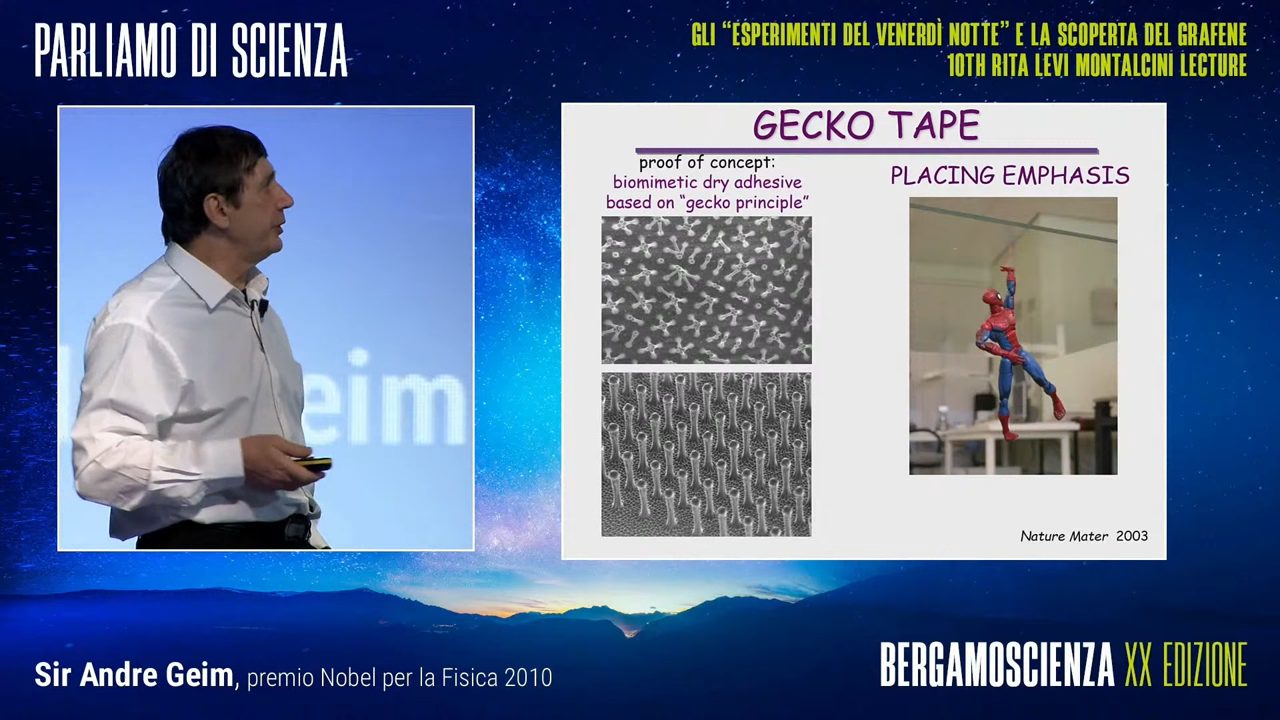 PARLIAMO DI SCIENZA
GLI “ESPERIMENTI DEL VENERDÌ NOTTE” E LA SCOPERTA DEL GRAFENE
10TH RITA LEVI MONTALCINI LECTURE
GECKO TAPE
proof of concept:
biomimetic dry adhesive
based on “gecko principle”
PLACING EMPHASIS
eim
Nature Mater 2003
Sir Andre Geim, premio Nobel per la Fisica 2010
BERGAMOSCIENZA XX EDIZIONE